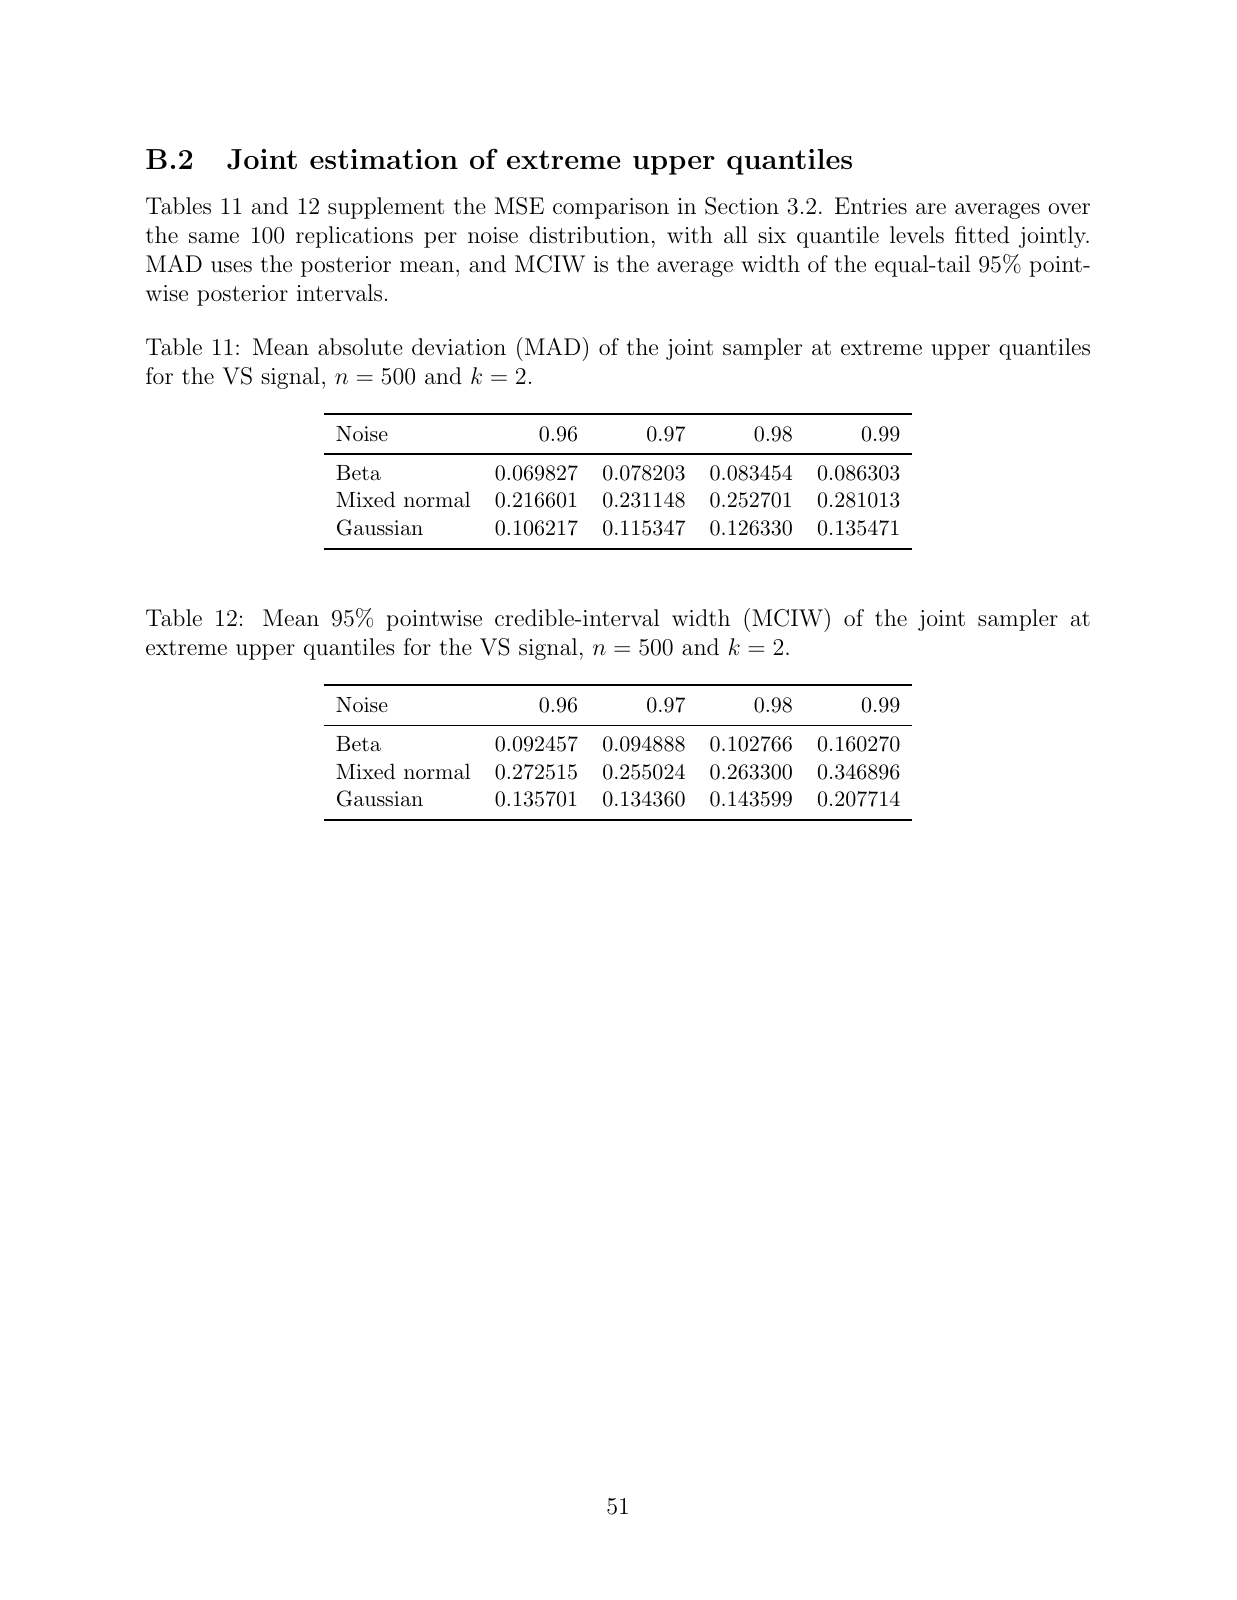 B.2 Joint estimation of extreme upper quantiles
Tables 11 and 12 supplement the MSE comparison in Section 3.2. Entries are averages over
the same 100 replications per noise distribution, with all six quantile levels fitted jointly.
MAD uses the posterior mean, and MCIW is the average width of the equal-tail 95% point-
wise posterior intervals.
Table 11: Mean absolute deviation (MAD) of the joint sampler at extreme upper quantiles
for the VS signal, n = 500 and k = 2.
Noise 0.96 0.97 0.98 0.99
Beta 0.069827 0.078203 0.083454 0.086303
Mixed normal 0.216601 0.231148 0.252701 0.281013
Gaussian 0.106217 0.115347 0.126330 0.135471
Table 12: Mean 95% pointwise credible-interval width (MCIW) of the joint sampler at
extreme upper quantiles for the VS signal, n = 500 and k = 2.
Noise 0.96 0.97 0.98 0.99
Beta 0.092457 0.094888 0.102766 0.160270
Mixed normal 0.272515 0.255024 0.263300 0.346896
Gaussian 0.135701 0.134360 0.143599 0.207714
51